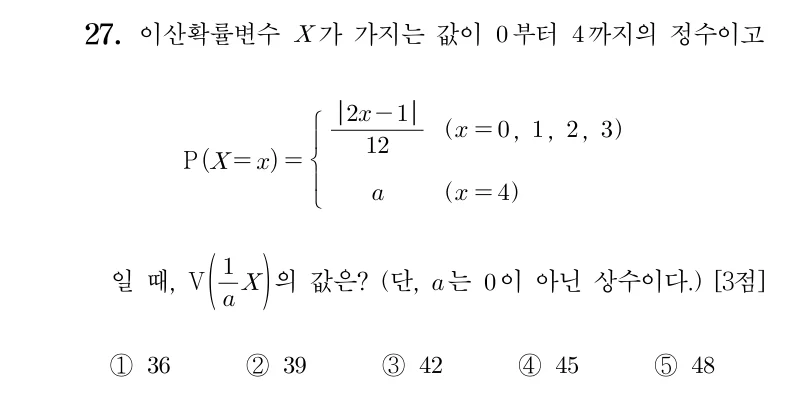 27. 이산확률변수 X가 가지는 값이 0부터 4까지의 정수이고
P(X=x)= { |2x-1|/12 (x=0, 1, 2, 3)
a (x=4)
일 때, V(1/a X)의 값은? (단, a는 0이 아닌 상수이다.) [3점]
① 36 ② 39 ③ 42 ④ 45 ⑤ 48